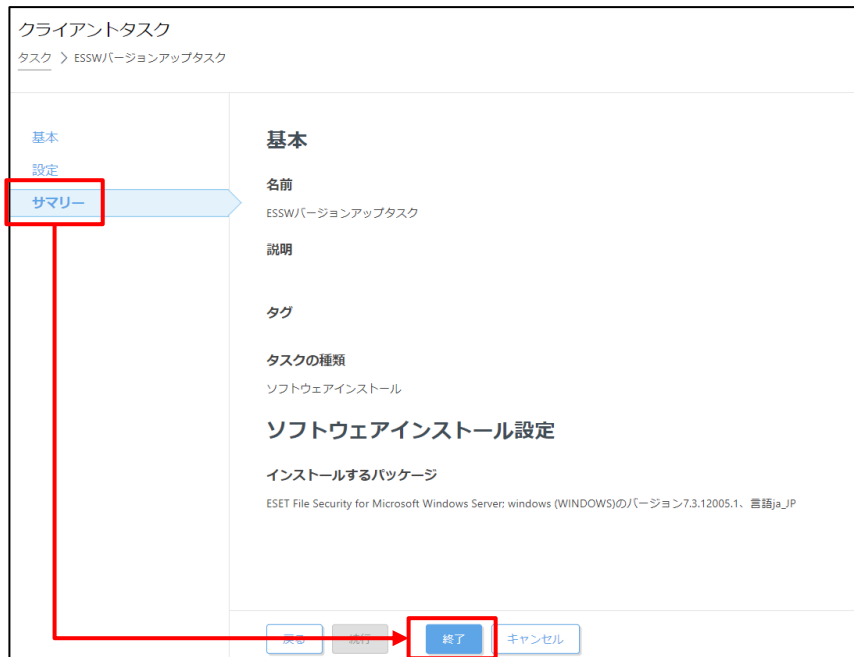 クライアントタスク
タスク > ESSWバージョンアップタスク
基本
設定
サマリー
基本
名前
ESSWバージョンアップタスク
説明
タグ
タスクの種類
ソフトウェアインストール
ソフトウェアインストール設定
インストールするパッケージ
ESET File Security for Microsoft Windows Server; windows (WINDOWS)のバージョン7.3.12005.1、言語ja_JP
戻る 続行 終了 キャンセル